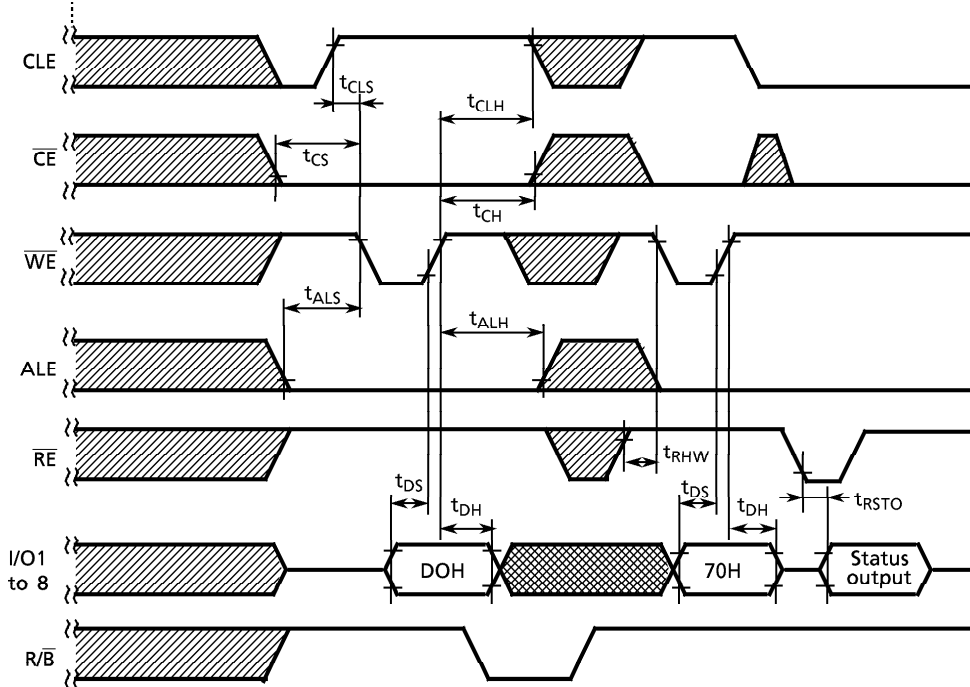 CLE
tCLS
tCLH
CE
tCS
tCH
WE
tALS
tALH
ALE
RE
tRHW
tDS
tDH
tDS
tDH
tRSTO
I/O1
to 8
DOH
70H
Status
output
R/B